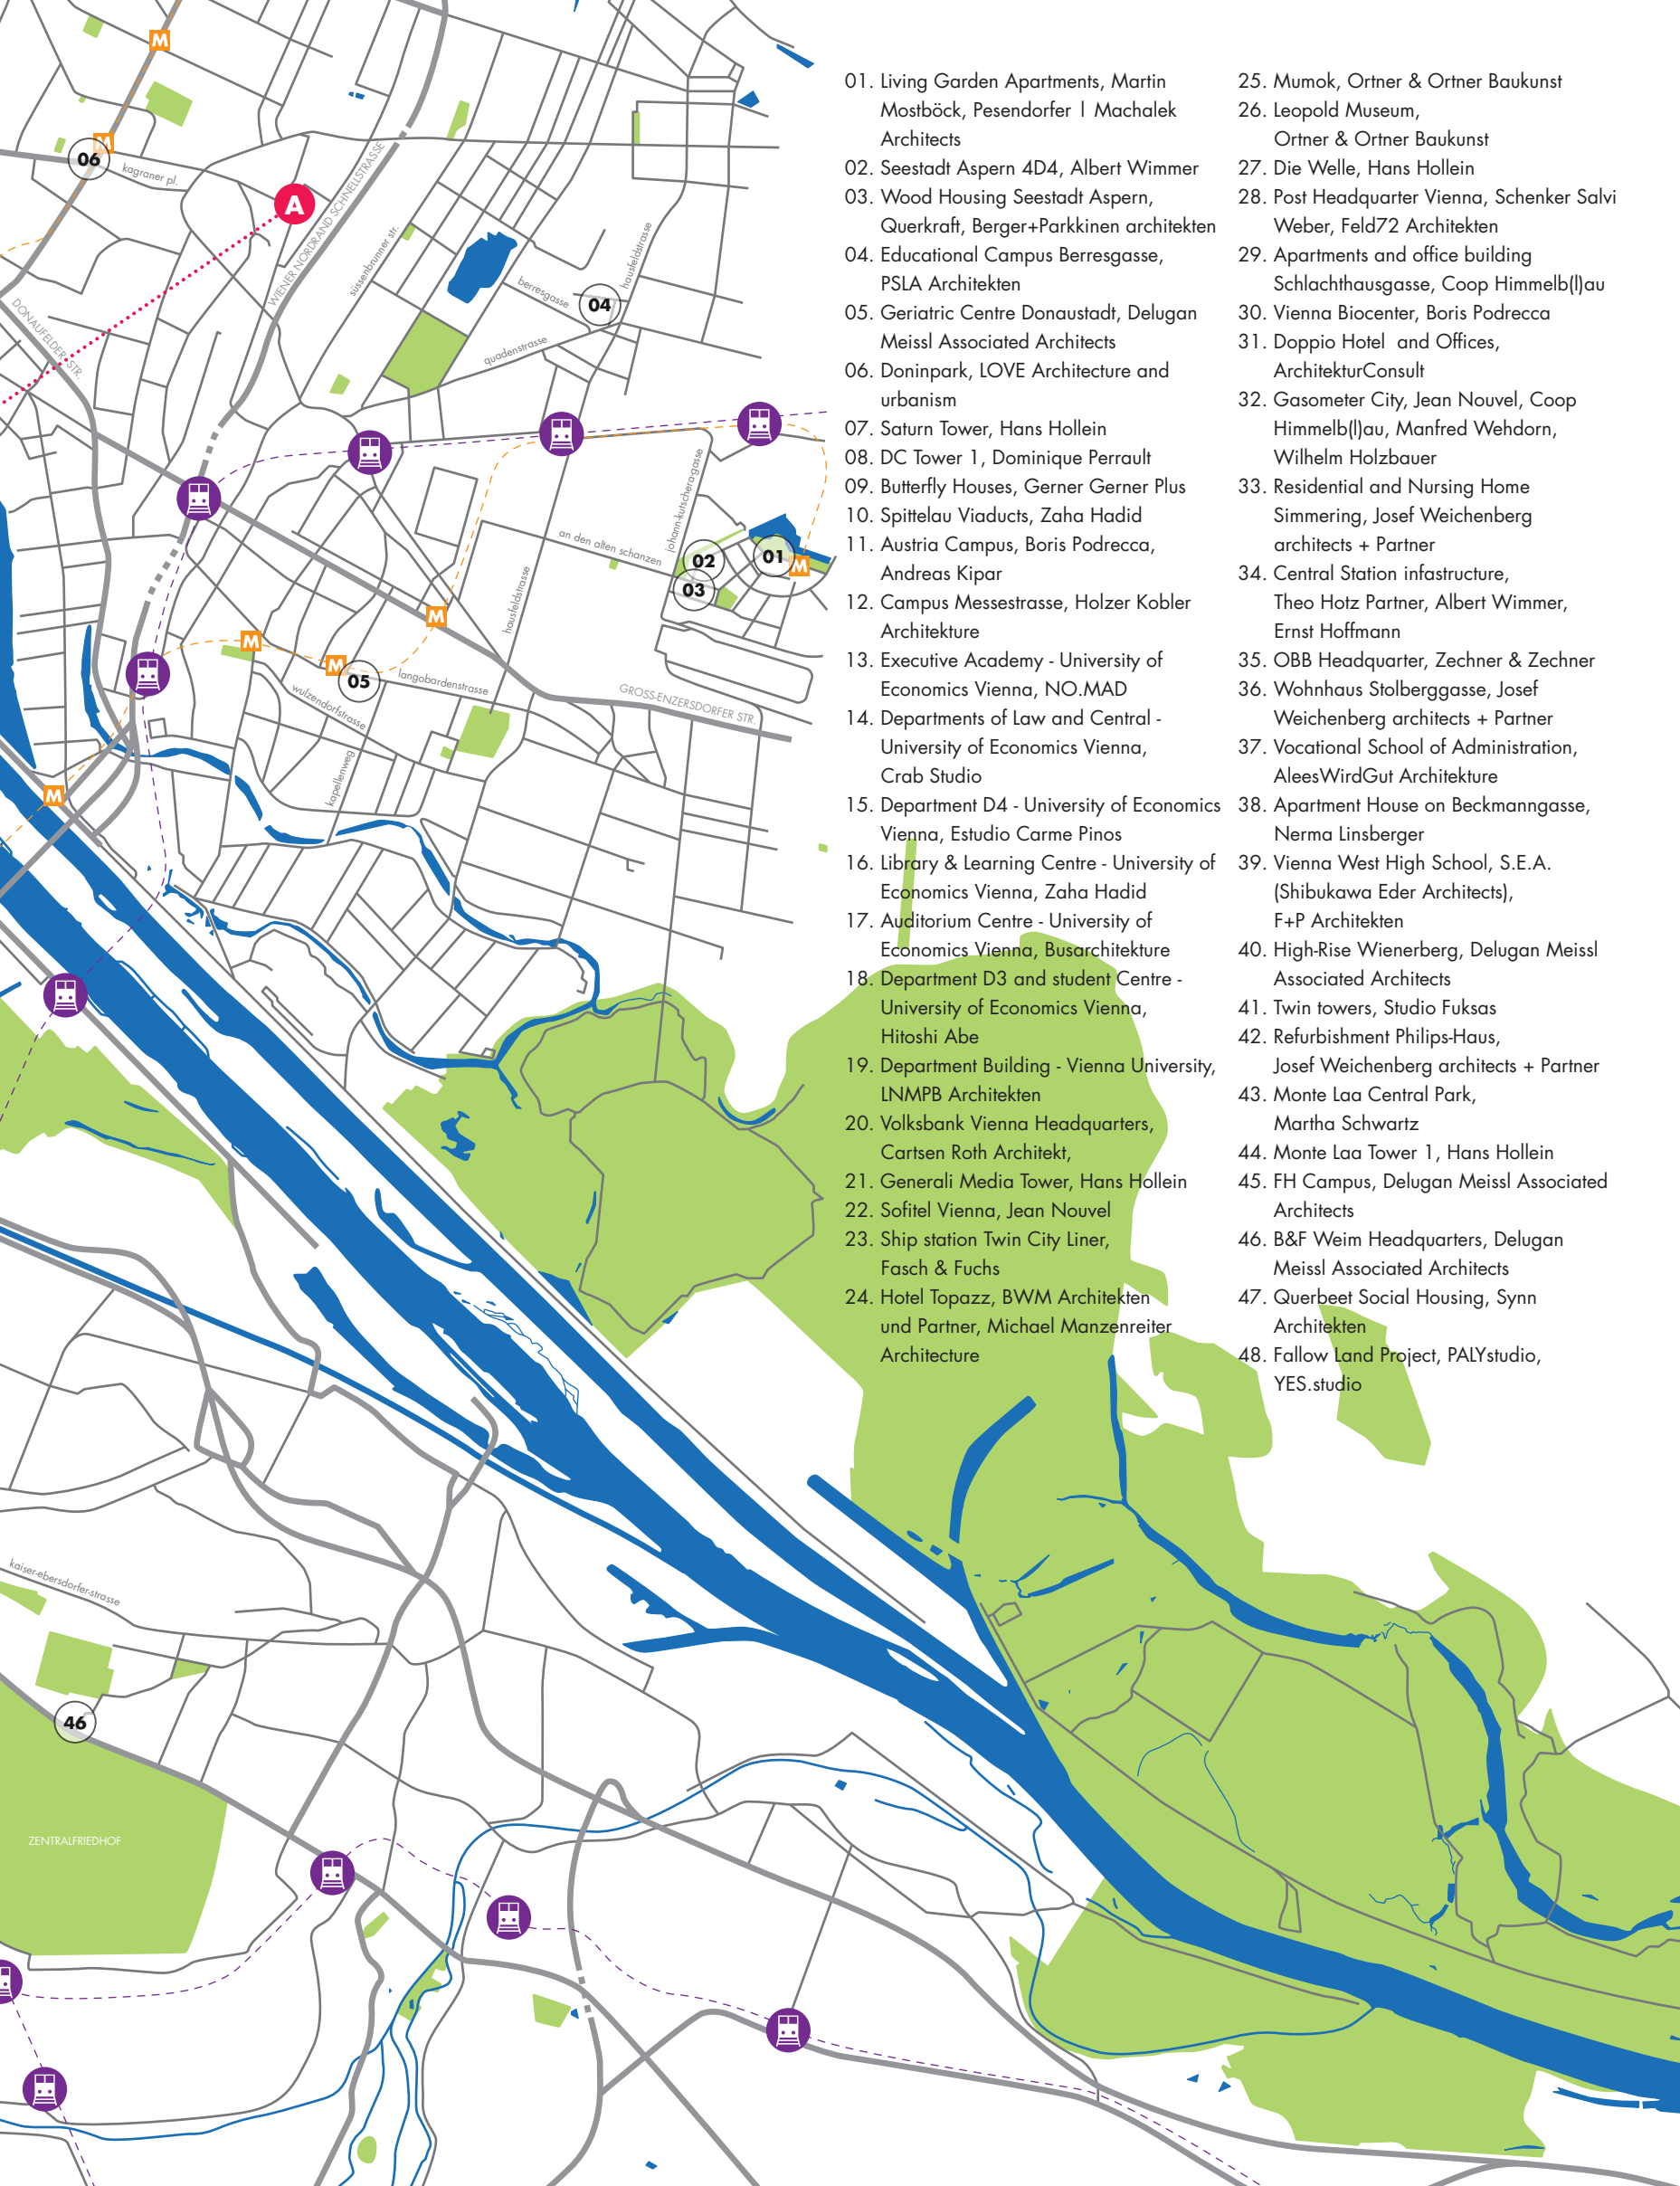 M
M
06
kagraner pl.
A
WIENER NORDRAND SCHNELLSTRASSE
süssenbrunner str.
hausfeldstrasse
berresgasse
04
quadenstrasse
DONAUFELDER STR.
johann-kutschera-gasse
an den alten schanzen
02
01
M
03
hausfeldstrasse
M
M
M
05
langobardenstrasse
wulzendorfstrasse
GROSS-ENZERSDORFER STR.
kapellenweg
M
kaiser-ebersdorfer-strasse
46
ZENTRALFRIEDHOF
01. Living Garden Apartments, Martin
Mostböck, Pesendorfer | Machalek
Architects
02. Seestadt Aspern 4D4, Albert Wimmer
03. Wood Housing Seestadt Aspern,
Querkraft, Berger+Parkkinen architekten
04. Educational Campus Berresgasse,
PSLA Architekten
05. Geriatric Centre Donaustadt, Delugan
Meissl Associated Architects
06. Doninpark, LOVE Architecture and
urbanism
07. Saturn Tower, Hans Hollein
08. DC Tower 1, Dominique Perrault
09. Butterfly Houses, Gerner Gerner Plus
10. Spittelau Viaducts, Zaha Hadid
11. Austria Campus, Boris Podrecca,
Andreas Kipar
12. Campus Messestrasse, Holzer Kobler
Architekture
13. Executive Academy - University of
Economics Vienna, NO.MAD
14. Departments of Law and Central -
University of Economics Vienna,
Crab Studio
15. Department D4 - University of Economics
Vienna, Estudio Carme Pinos
16. Library & Learning Centre - University of
Economics Vienna, Zaha Hadid
17. Auditorium Centre - University of
Economics Vienna, Busarchitekture
18. Department D3 and student Centre -
University of Economics Vienna,
Hitoshi Abe
19. Department Building - Vienna University,
LNMPB Architekten
20. Volksbank Vienna Headquarters,
Cartsen Roth Architekt,
21. Generali Media Tower, Hans Hollein
22. Sofitel Vienna, Jean Nouvel
23. Ship station Twin City Liner,
Fasch & Fuchs
24. Hotel Topazz, BWM Architekten
und Partner, Michael Manzenreiter
Architecture
25. Mumok, Ortner & Ortner Baukunst
26. Leopold Museum,
Ortner & Ortner Baukunst
27. Die Welle, Hans Hollein
28. Post Headquarter Vienna, Schenker Salvi
Weber, Feld72 Architekten
29. Apartments and office building
Schlachthausgasse, Coop Himmelb(l)au
30. Vienna Biocenter, Boris Podrecca
31. Doppio Hotel and Offices,
ArchitekturConsult
32. Gasometer City, Jean Nouvel, Coop
Himmelb(l)au, Manfred Wehdorn,
Wilhelm Holzbauer
33. Residential and Nursing Home
Simmering, Josef Weichenberg
architects + Partner
34. Central Station infastructure,
Theo Hotz Partner, Albert Wimmer,
Ernst Hoffmann
35. OBB Headquarter, Zechner & Zechner
36. Wohnhaus Stolberggasse, Josef
Weichenberg architects + Partner
37. Vocational School of Administration,
AleesWirdGut Architekture
38. Apartment House on Beckmanngasse,
Nerma Linsberger
39. Vienna West High School, S.E.A.
(Shibukawa Eder Architects),
F+P Architekten
40. High-Rise Wienerberg, Delugan Meissl
Associated Architects
41. Twin towers, Studio Fuksas
42. Refurbishment Philips-Haus,
Josef Weichenberg architects + Partner
43. Monte Laa Central Park,
Martha Schwartz
44. Monte Laa Tower 1, Hans Hollein
45. FH Campus, Delugan Meissl Associated
Architects
46. B&F Weim Headquarters, Delugan
Meissl Associated Architects
47. Querbeet Social Housing, Synn
Architekten
48. Fallow Land Project, PALYstudio,
YES.studio